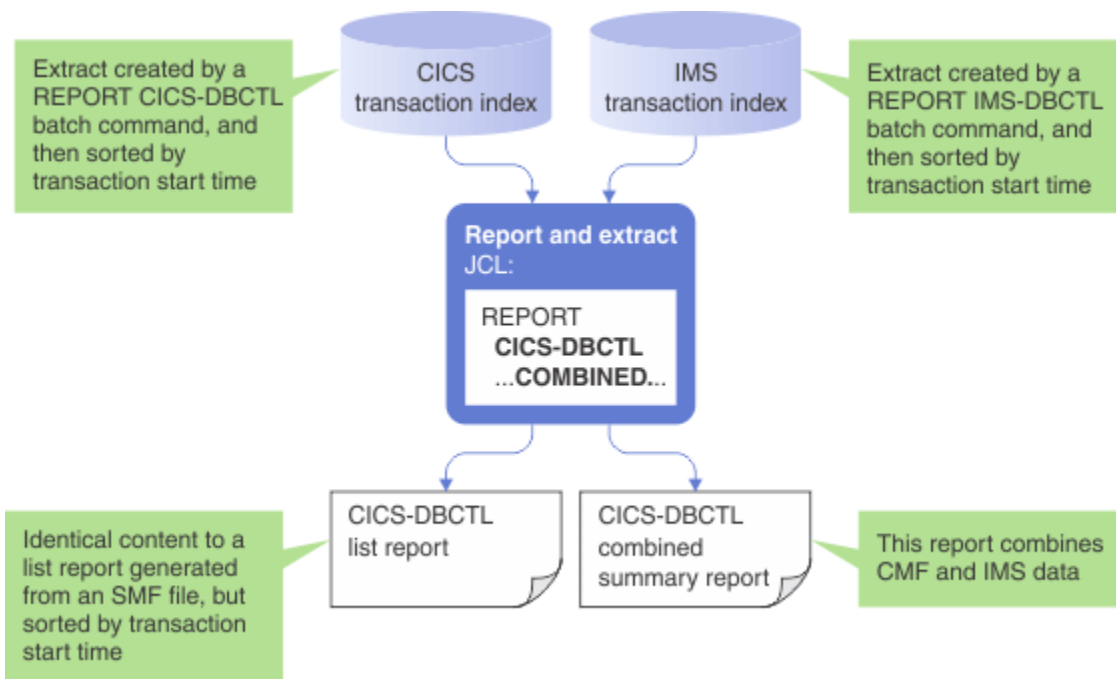 Extract created by a
REPORT CICS-DBCTL
batch command, and
then sorted by
transaction start time
CICS
transaction index
IMS
transaction index
Extract created by a
REPORT IMS-DBCTL
batch command, and
then sorted by
transaction start time
Report and extract
JCL:
REPORT
CICS-DBCTL
...COMBINED...
Identical content to a
list report generated
from an SMF file, but
sorted by transaction
start time
CICS-DBCTL
list report
CICS-DBCTL
combined
summary report
This report combines
CMF and IMS data